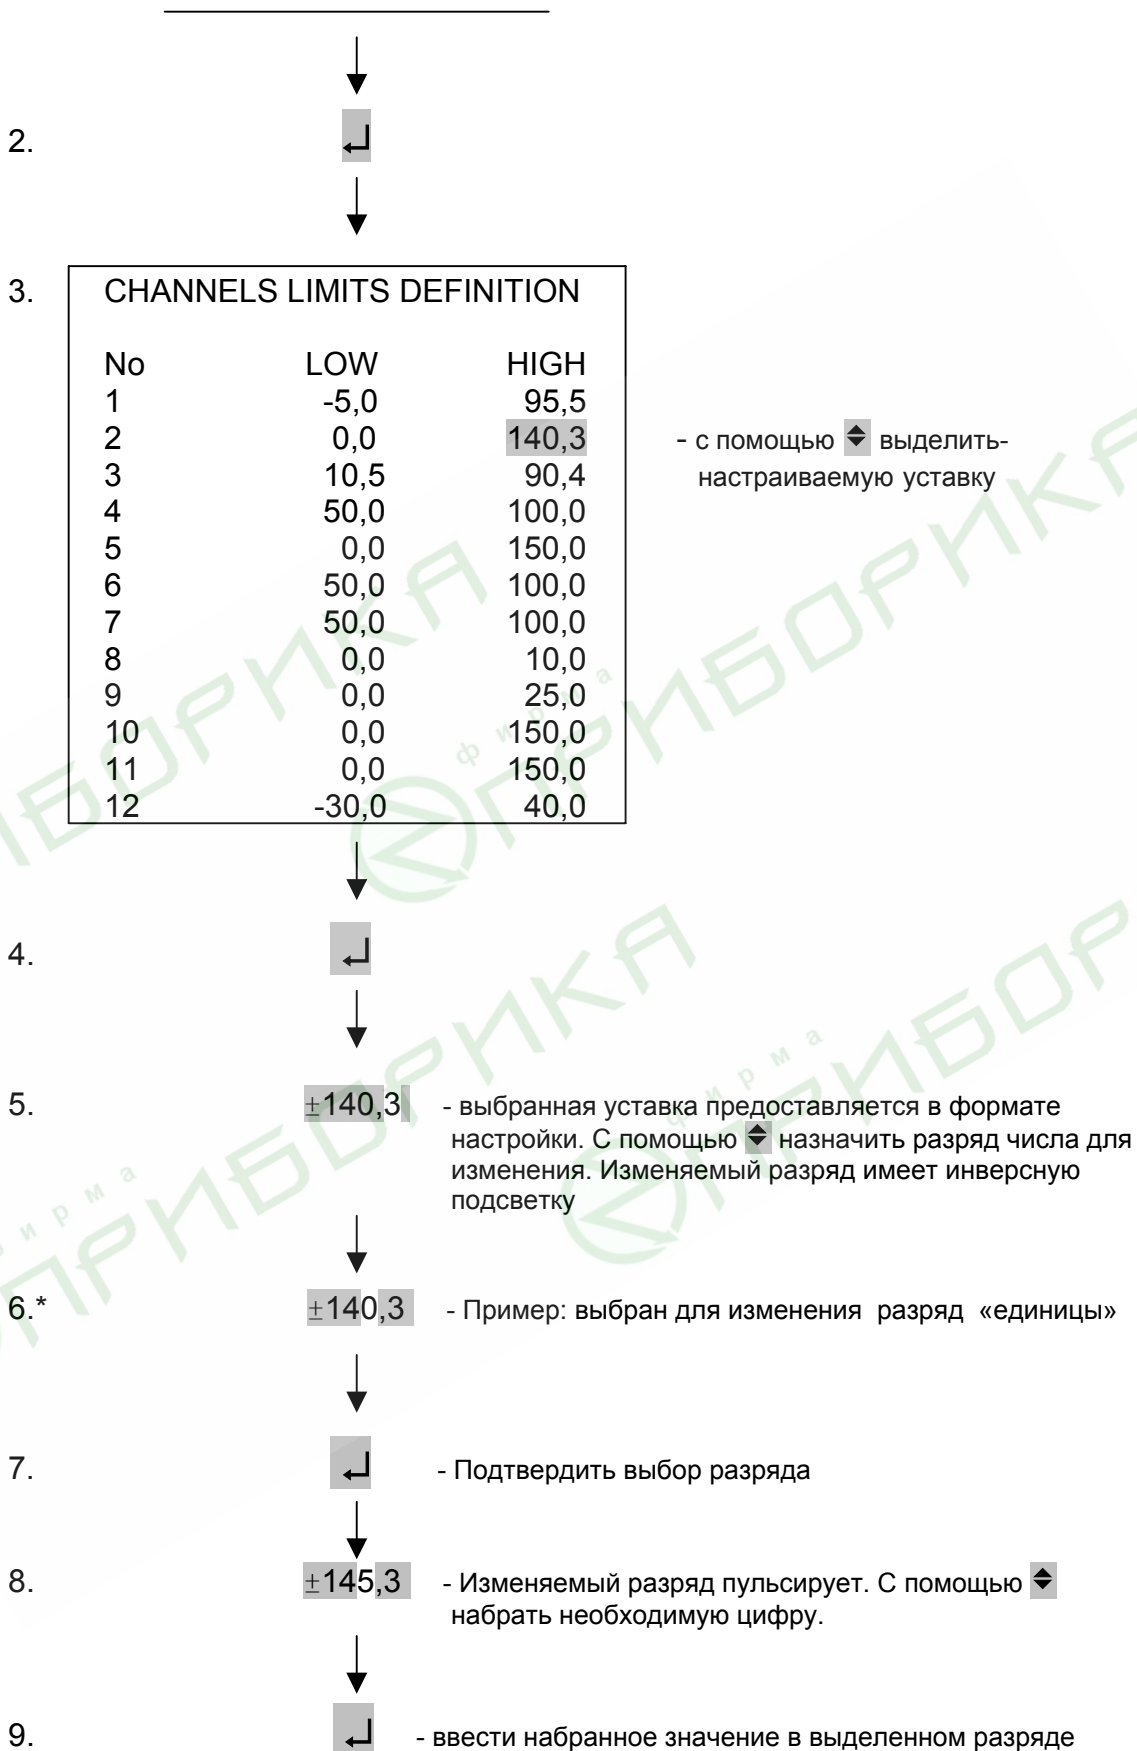 2.
3. CHANNELS LIMITS DEFINITION
No LOW HIGH
1 -5,0 95,5
2 0,0 140,3 - с помощью выделить-
3 10,5 90,4 настраиваемую уставку
4 50,0 100,0
5 0,0 150,0
6 50,0 100,0
7 50,0 100,0
8 0,0 10,0
9 0,0 25,0
10 0,0 150,0
11 0,0 150,0
12 -30,0 40,0
4.
5. ±140,3 - выбранная уставка предоставляется в формате
настройки. С помощью назначить разряд числа для
изменения. Изменяемый разряд имеет инверсную
подсветку
6.* ±140,3 - Пример: выбран для изменения разряд «единицы»
7. - Подтвердить выбор разряда
8. ±145,3 - Изменяемый разряд пульсирует. С помощью
набрать необходимую цифру.
9. - ввести набранное значение в выделенном разряде
фирма
ПРИБОРИКА